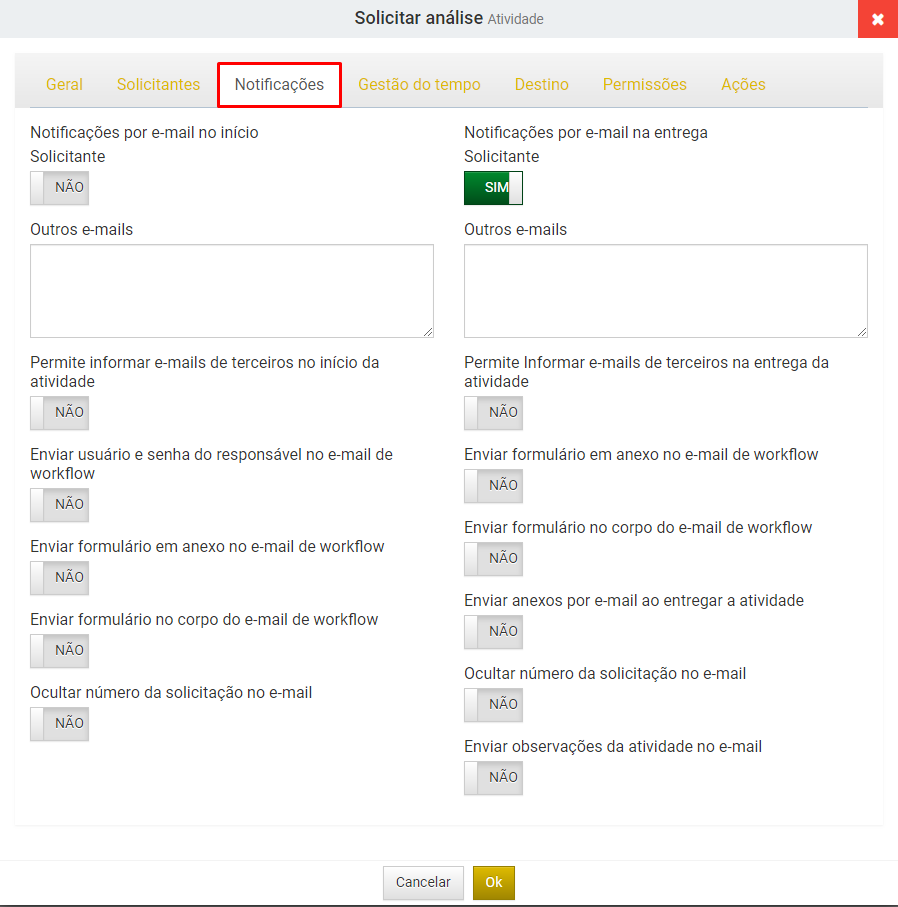 Solicitar análise Atividade
Geral Solicitantes Notificações Gestão do tempo Destino Permissões Ações
Notificações por e-mail no início
Solicitante
NÃO
Outros e-mails
Permite informar e-mails de terceiros no início da
atividade
NÃO
Enviar usuário e senha do responsável no e-mail de
workflow
NÃO
Enviar formulário em anexo no e-mail de workflow
NÃO
Enviar formulário no corpo do e-mail de workflow
NÃO
Ocultar número da solicitação no e-mail
NÃO
Notificações por e-mail na entrega
Solicitante
SIM
Outros e-mails
Permite Informar e-mails de terceiros na entrega da
atividade
NÃO
Enviar formulário em anexo no e-mail de workflow
NÃO
Enviar formulário no corpo do e-mail de workflow
NÃO
Enviar anexos por e-mail ao entregar a atividade
NÃO
Ocultar número da solicitação no e-mail
NÃO
Enviar observações da atividade no e-mail
NÃO
Cancelar Ok